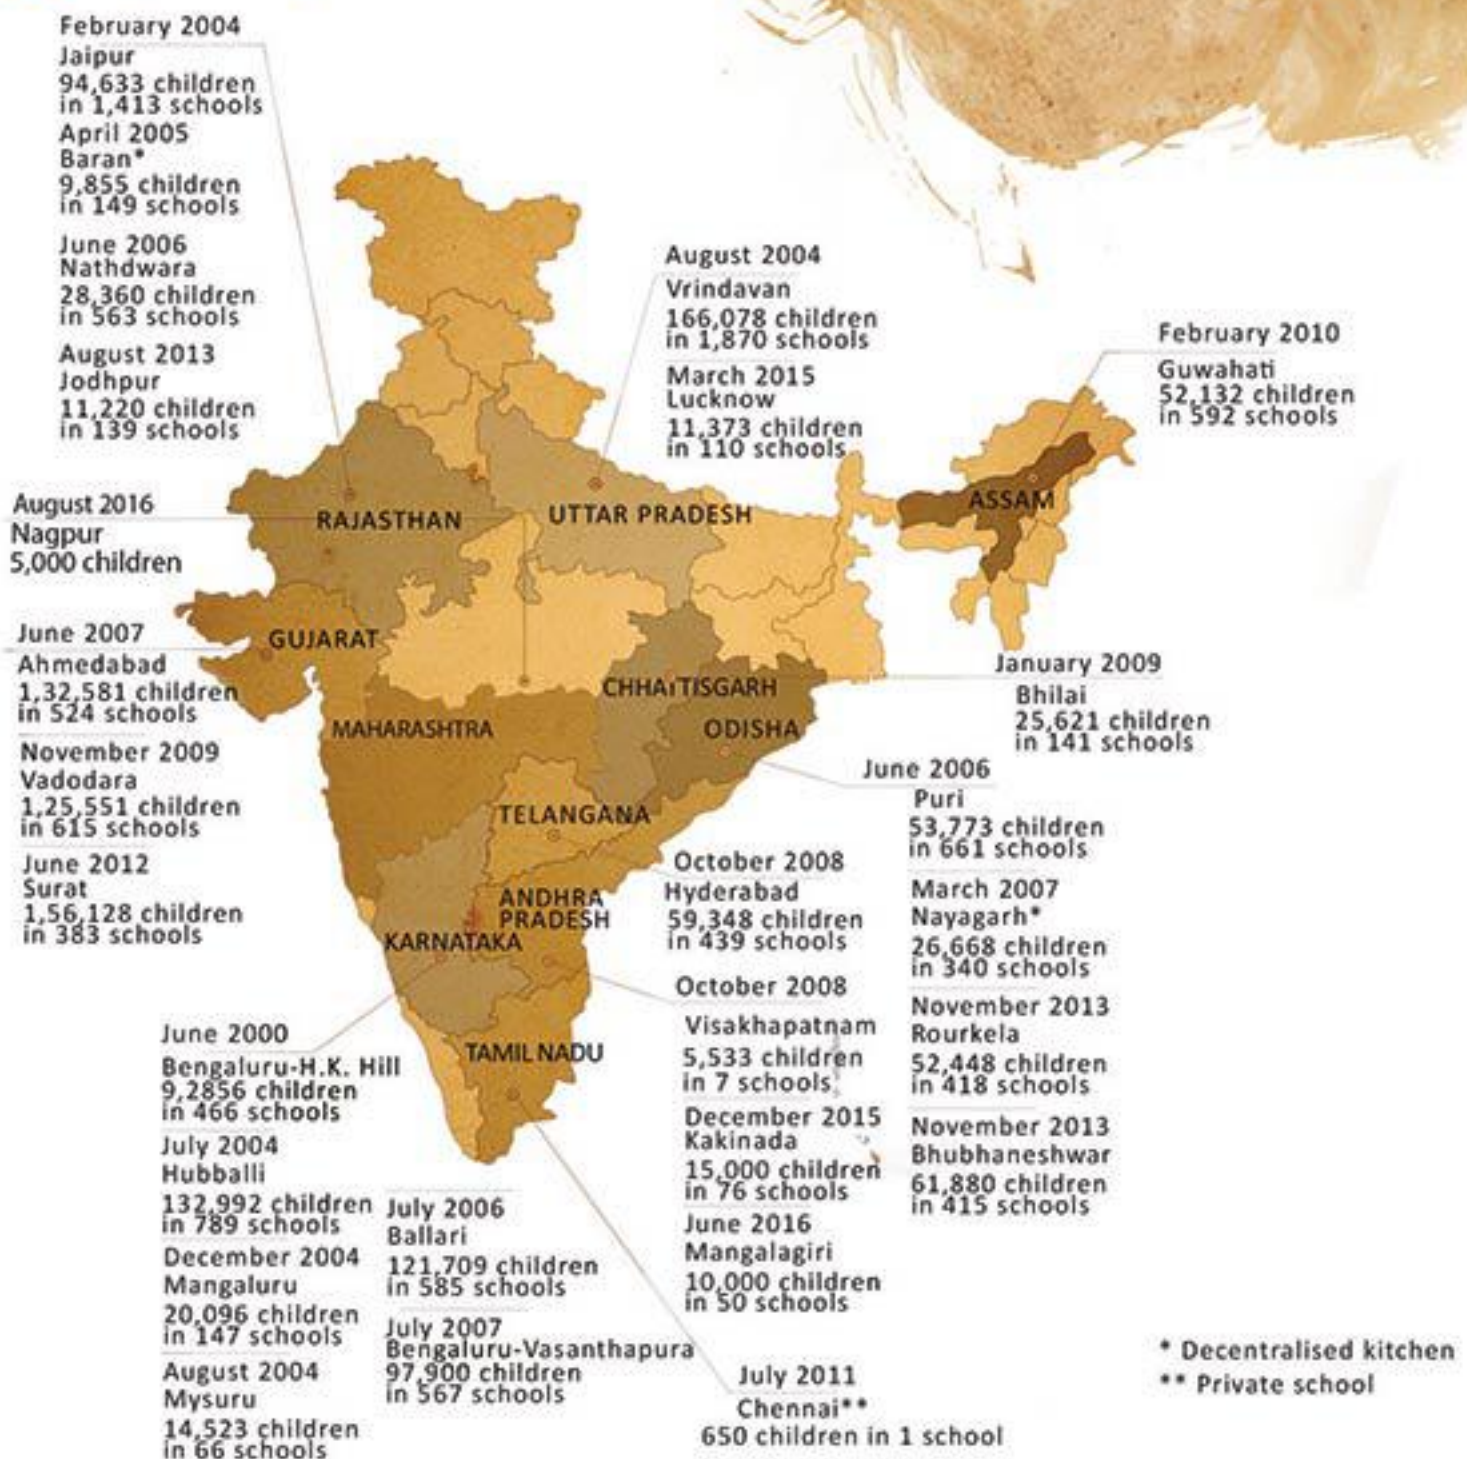 February 2004
Jaipur
94,633 children
in 1,413 schools
April 2005
Baran*
9,855 children
in 149 schools
June 2006
Nathdwara
28,360 children
in 563 schools
August 2013
Jodhpur
11,220 children
in 139 schools
August 2016
Nagpur
5,000 children
June 2007
Ahmedabad
1,32,581 children
in 524 schools
November 2009
Vadodara
1,25,551 children
in 615 schools
June 2012
Surat
1,56,128 children
in 383 schools
August 2004
Vrindavan
166,078 children
in 1,870 schools
March 2015
Lucknow
11,373 children
in 110 schools
February 2010
Guwahati
52,132 children
in 592 schools
RAJASTHAN
UTTAR PRADESH
ASSAM
GUJARAT
CHHATTISGARH
MAHARASHTRA
ODISHA
TELANGANA
ANDHRA
PRADESH
KARNATAKA
TAMIL NADU
January 2009
Bhilai
25,621 children
in 141 schools
June 2006
Puri
53,773 children
in 661 schools
March 2007
Nayagarh*
26,668 children
in 340 schools
November 2013
Rourkela
52,448 children
in 418 schools
November 2013
Bhubhaneshwar
61,880 children
in 415 schools
October 2008
Hyderabad
59,348 children
in 439 schools
October 2008
Visakhapatnam
5,533 children
in 7 schools
December 2015
Kakinada
15,000 children
in 76 schools
June 2016
Mangalagiri
10,000 children
in 50 schools
June 2000
Bengaluru-H.K. Hill
9,2856 children
in 466 schools
July 2004
Hubballi
132,992 children
in 789 schools
December 2004
Mangaluru
20,096 children
in 147 schools
August 2004
Mysuru
14,523 children
in 66 schools
July 2006
Ballari
121,709 children
in 585 schools
July 2007
Bengaluru-Vasanthapura
97,900 children
in 567 schools
July 2011
Chennai**
650 children in 1 school
* Decentralised kitchen
** Private school